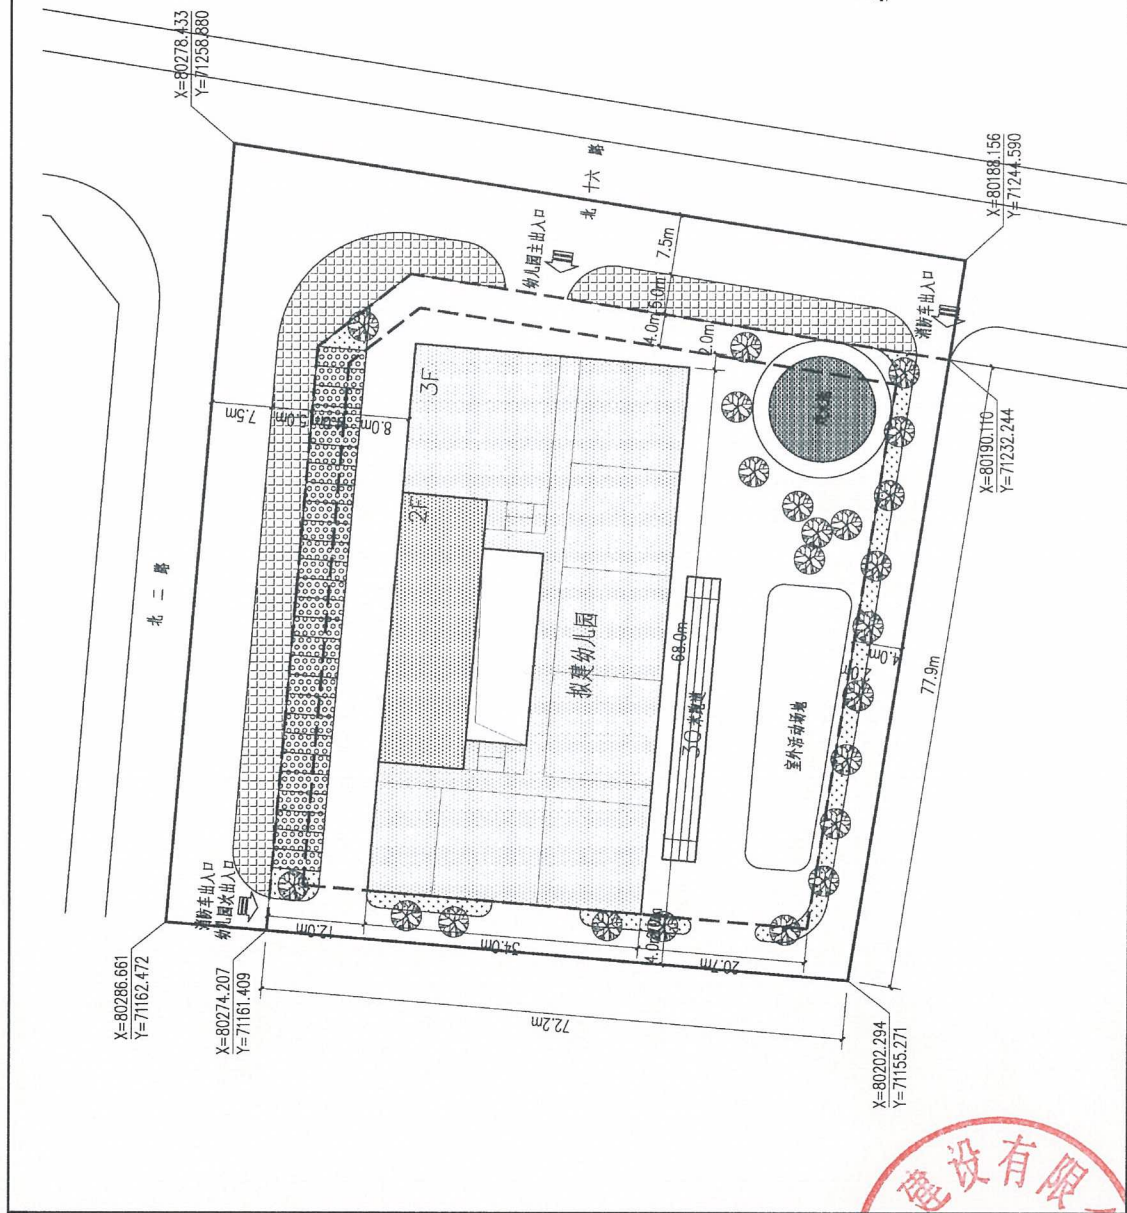 X=80278.433
Y=71258.880
X=80188.156
Y=71244.590
北十六路
幼儿园主出入口
7.5m
5.0m
4.0m
2.0m
消防车出入口
X=80190.110
Y=71232.244
7.5m
5.0m
8.0m
3F
2F
北二路
拟建幼儿园
68.0m
30米跑道
室外活动场地
4.0m
77.9m
消防车出入口
幼儿园次出入口
12.0m
34.0m
4.0m
20.7m
72.2m
X=80286.661
Y=71162.472
X=80274.207
Y=71161.409
X=80202.294
Y=71155.271
建设有限